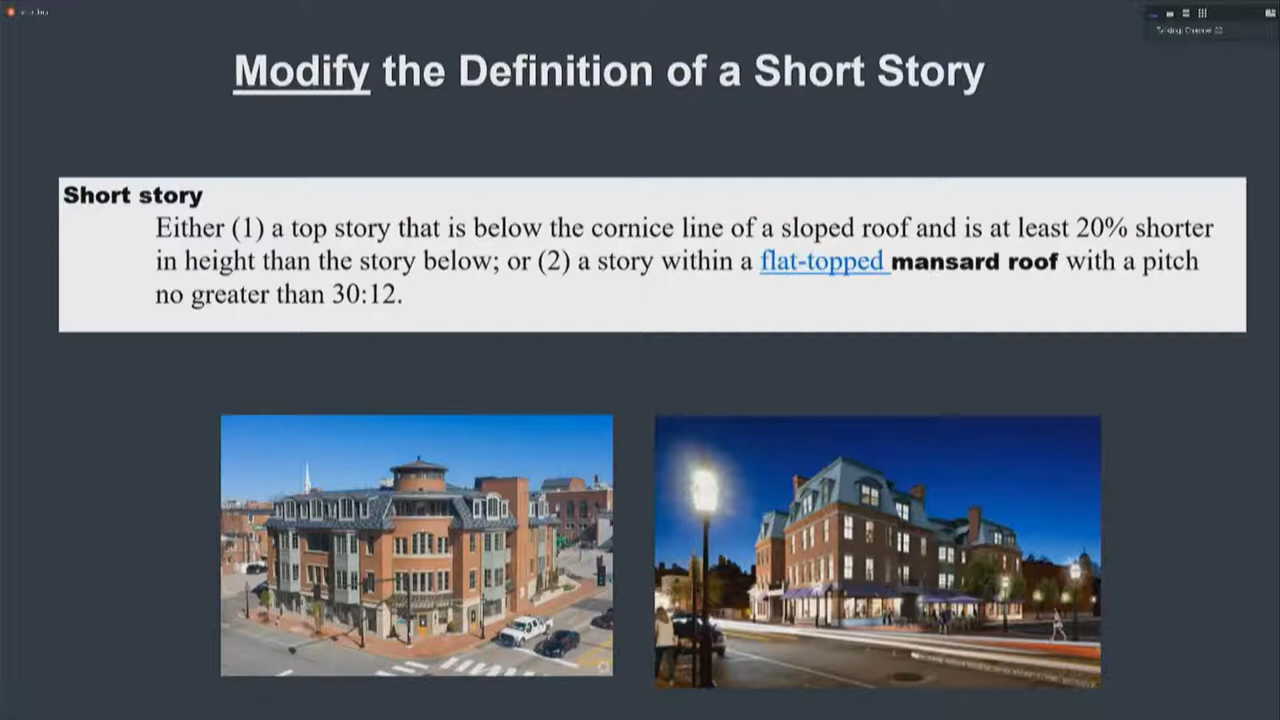 Modify the Definition of a Short Story
Short story
Either (1) a top story that is below the cornice line of a sloped roof and is at least 20% shorter
in height than the story below; or (2) a story within a flat-topped mansard roof with a pitch
no greater than 30:12.